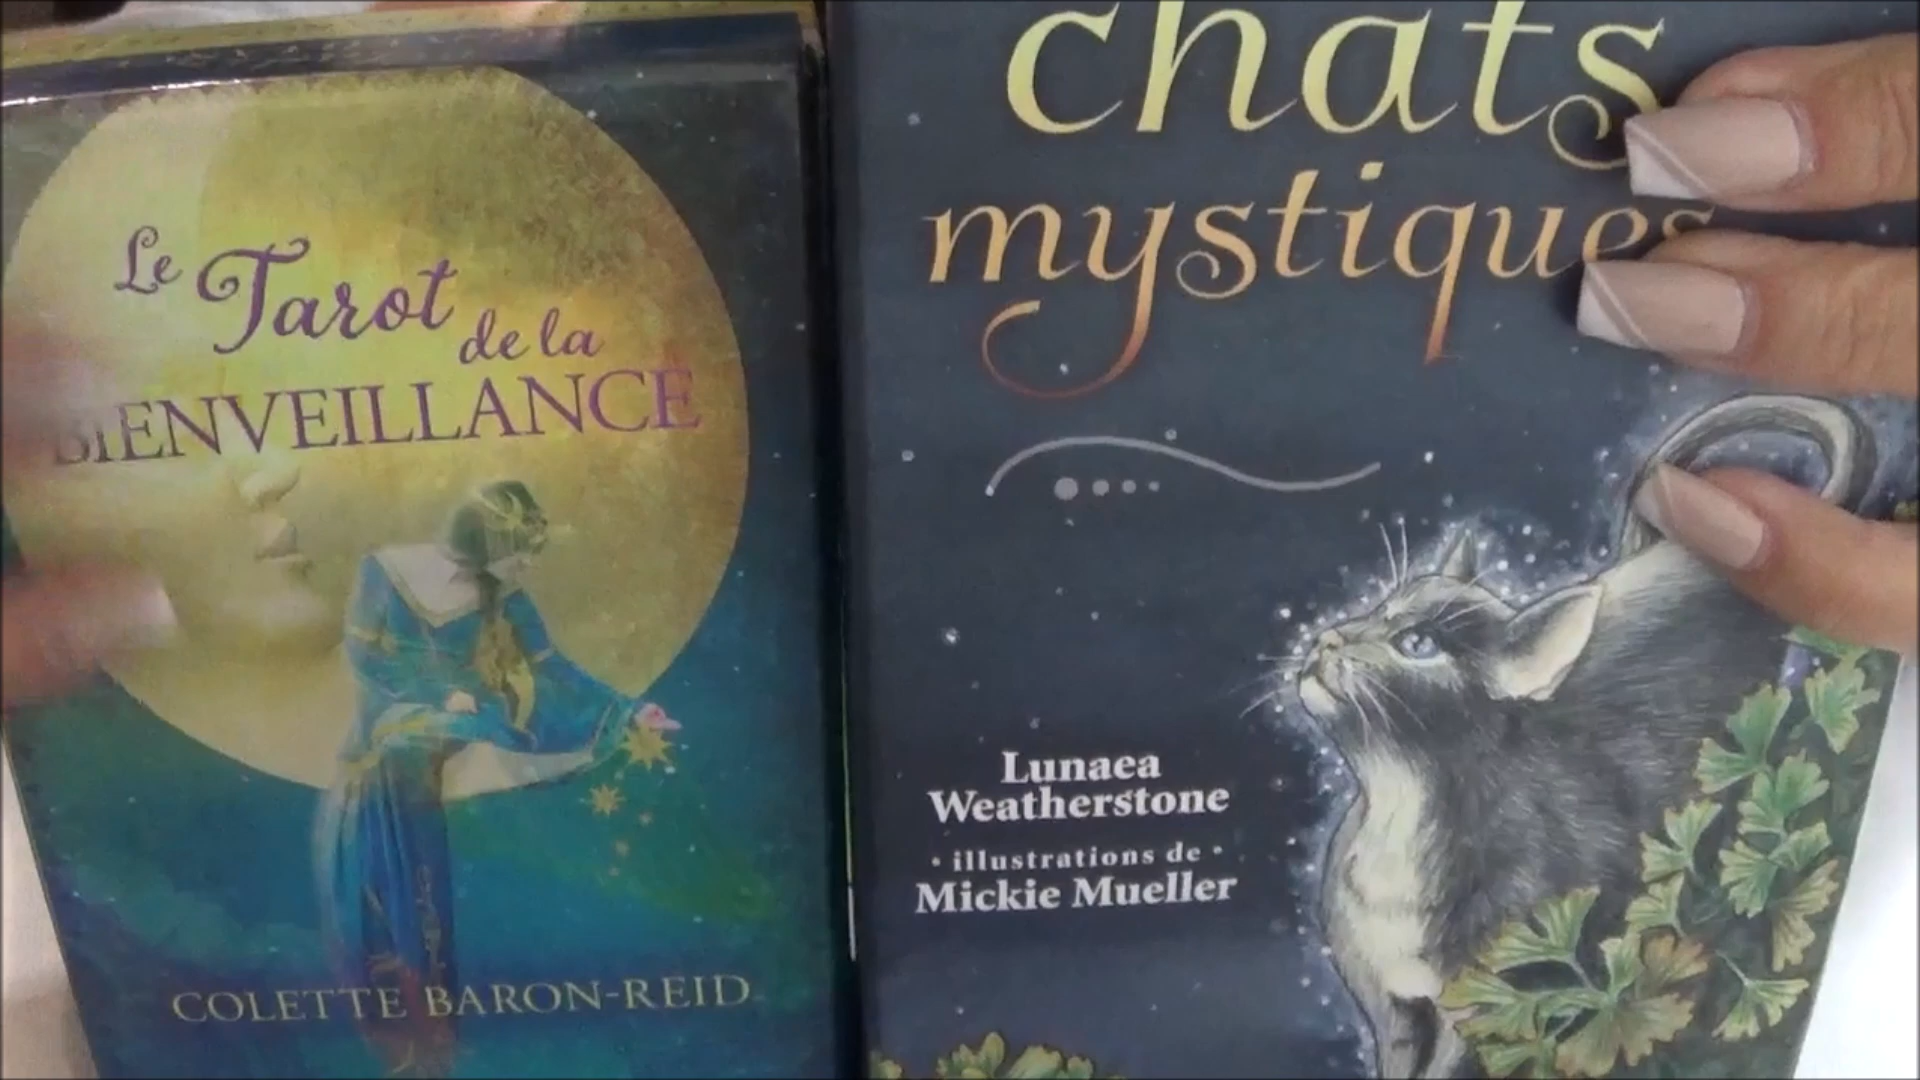 Le Tarot de la
BIENVEILLANCE
COLETTE BARON-REID
chats
mystiques
Lunaea
Weatherstone
• illustrations de •
Mickie Mueller